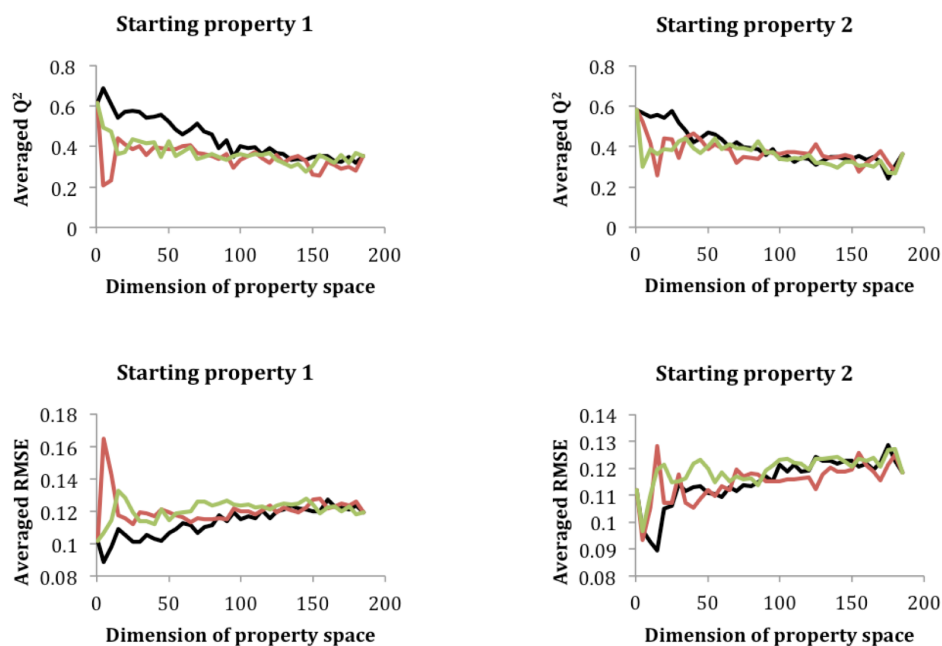 Starting property 1
Averaged Q²
0.8
0.6
0.4
0.2
0
0 50 100 150 200
Dimension of property space
Starting property 2
Averaged Q²
0.8
0.6
0.4
0.2
0
0 50 100 150 200
Dimension of property space
Starting property 1
Averaged RMSE
0.18
0.16
0.14
0.12
0.1
0.08
0 50 100 150 200
Dimension of property space
Starting property 2
Averaged RMSE
0.14
0.13
0.12
0.11
0.1
0.09
0.08
0 50 100 150 200
Dimension of property space